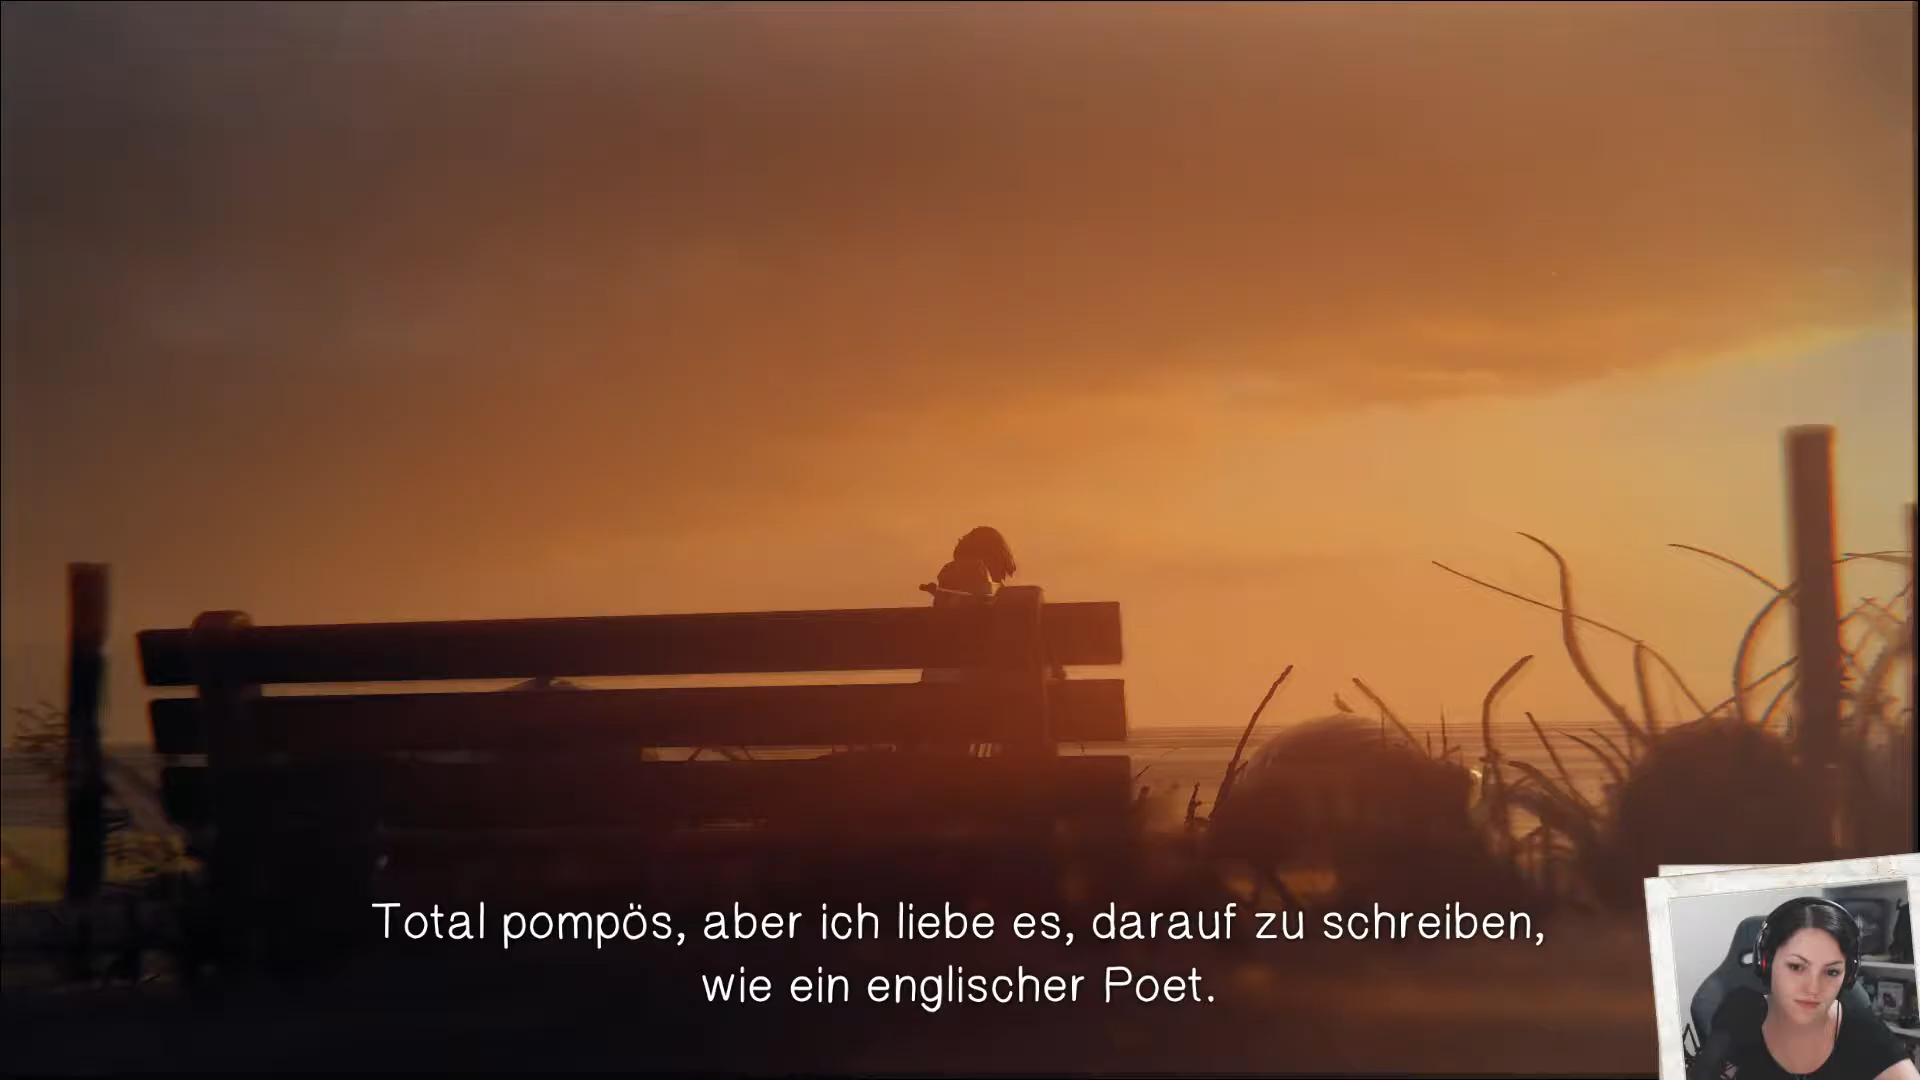 Total pompös, aber ich liebe es, darauf zu schreiben,
wie ein englischer Poet.